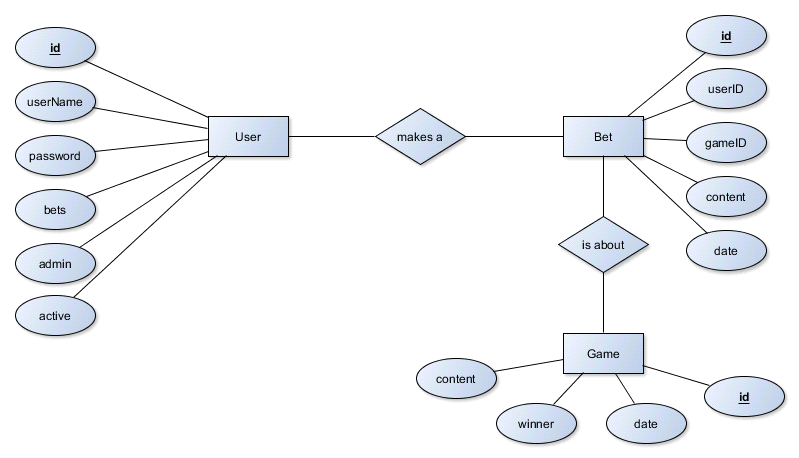 id
userName
password
bets
admin
active
User
makes a
Bet
id
userID
gameID
content
date
is about
Game
content
winner
date
id